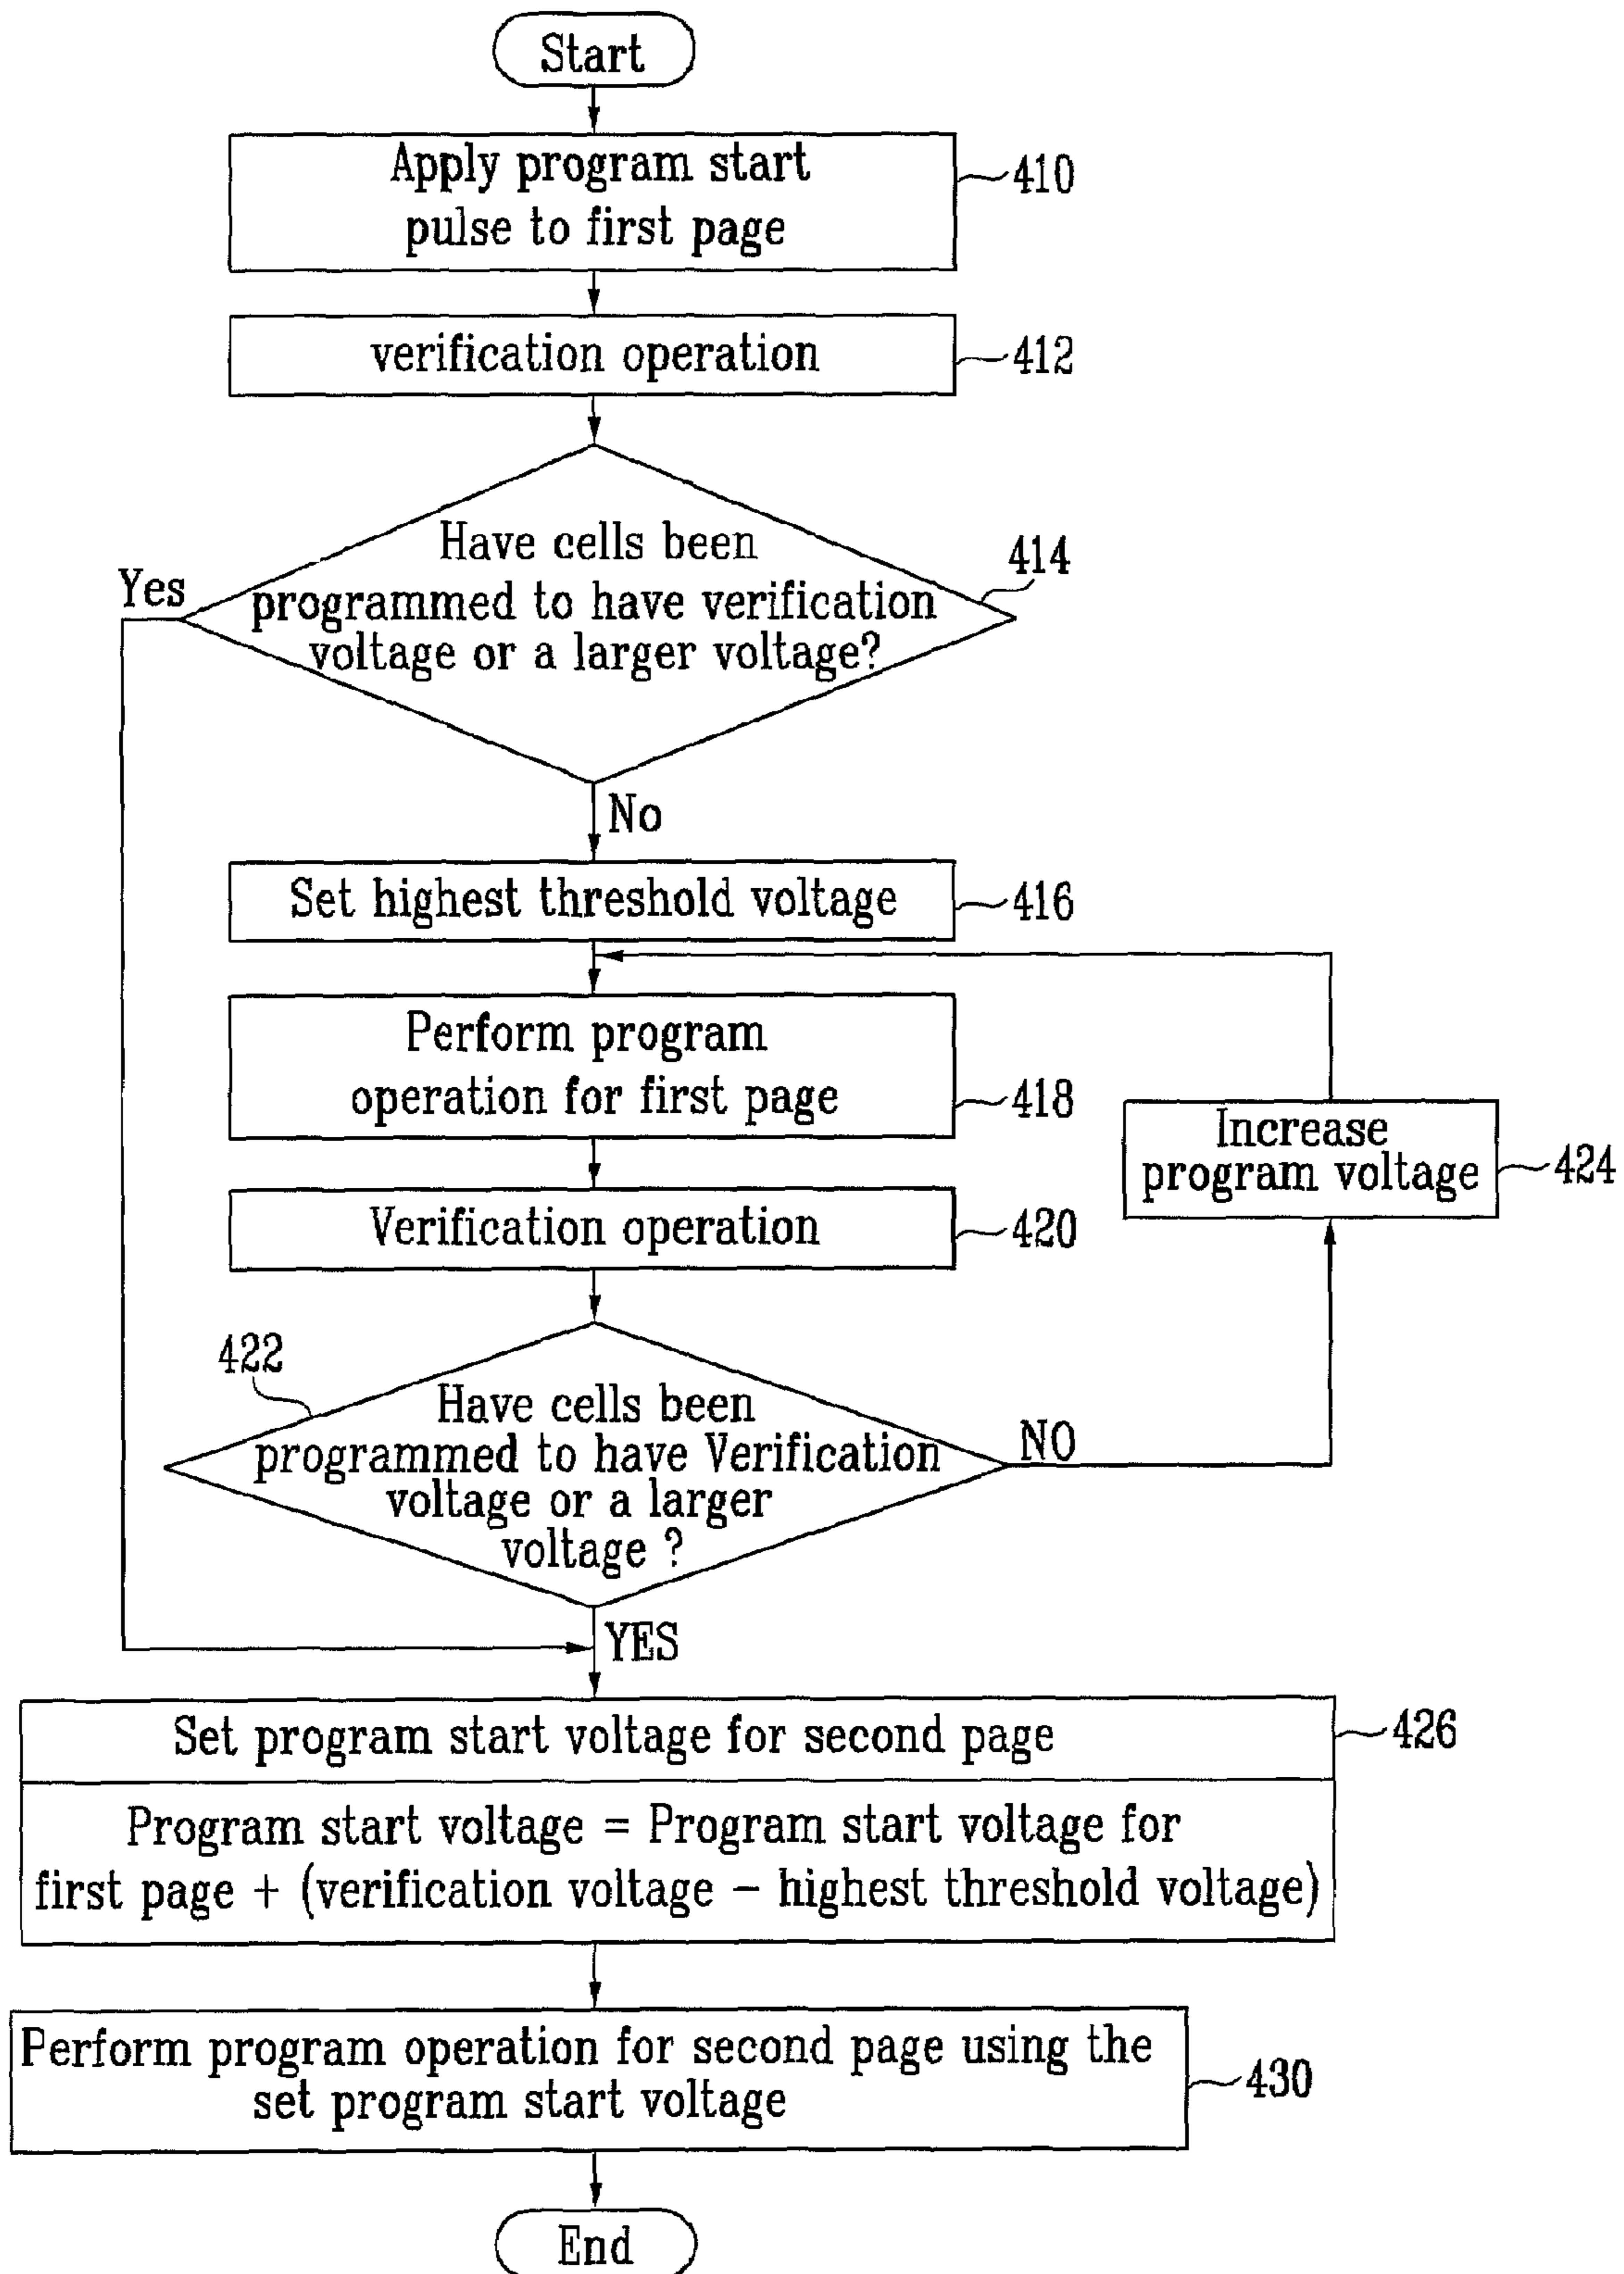 Start
Apply program start
pulse to first page
410
verification operation
412
Have cells been
programmed to have verification
voltage or a larger voltage?
414
Yes
No
Set highest threshold voltage
416
Perform program
operation for first page
418
Increase
program voltage
424
Verification operation
420
422
Have cells been
programmed to have Verification
voltage or a larger
voltage ?
NO
YES
Set program start voltage for second page
426
Program start voltage = Program start voltage for
first page + (verification voltage – highest threshold voltage)
Perform program operation for second page using the
set program start voltage
430
End